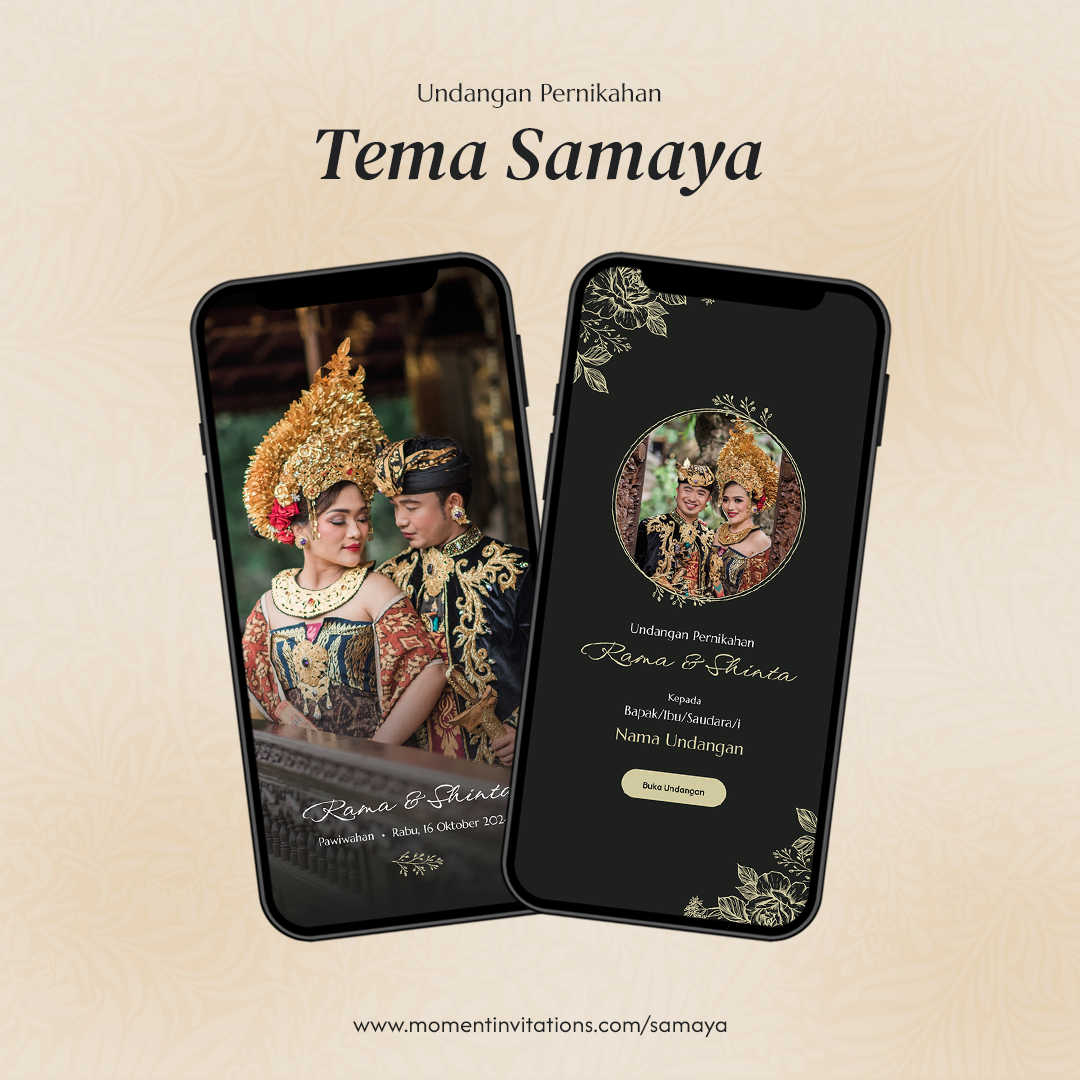 Undangan Pernikahan
Tema Samaya
Rama & Shinta
Pawiwahan • Rabu, 16 Oktober 202
Undangan Pernikahan
Rama & Shinta
Kepada
Bapak/Ibu/Saudara/i
Nama Undangan
Buka Undangan
www.momentinvitations.com/samaya